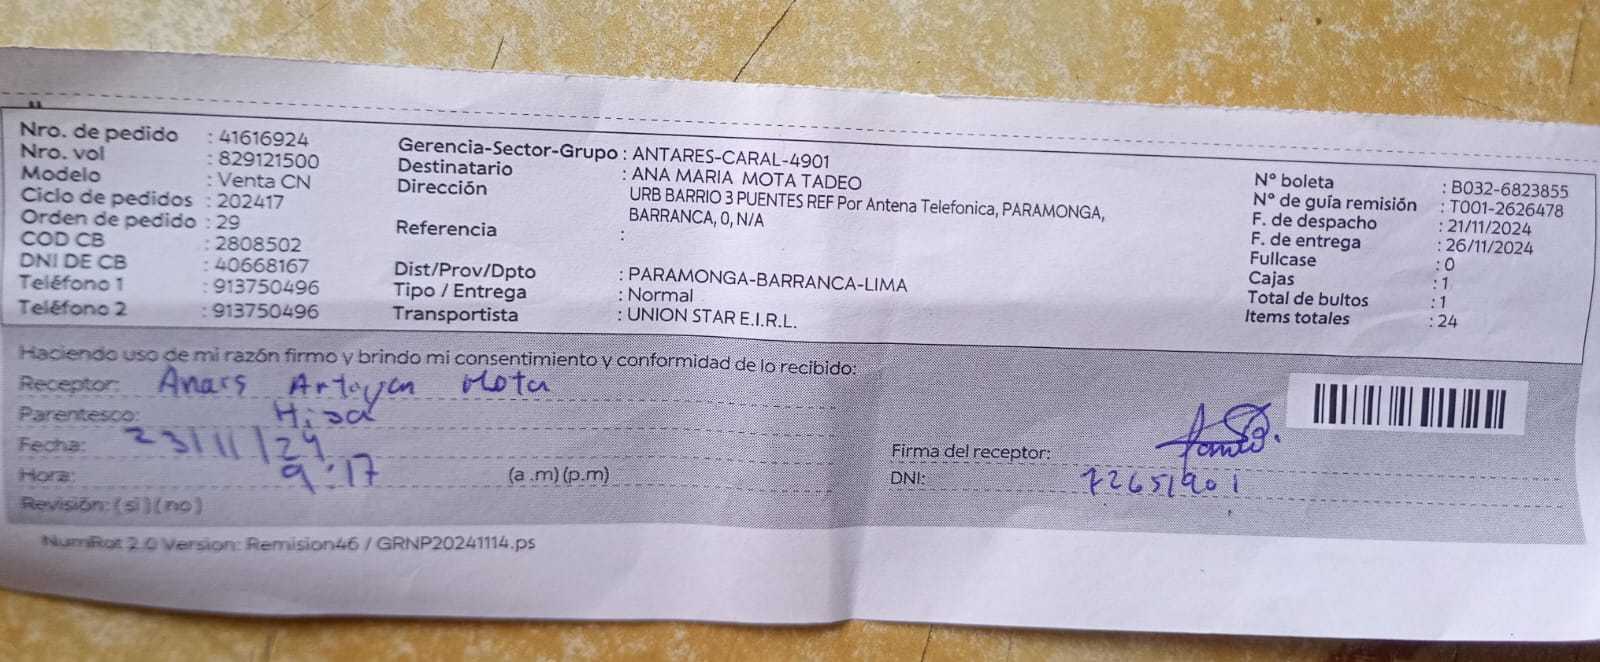 Nro. de pedido : 41616924
Nro. vol : 829121500
Modelo : Venta CN
Ciclo de pedidos : 202417
Orden de pedido : 29
COD CB : 2808502
DNI DE CB : 40668167
Teléfono 1 : 913750496
Teléfono 2 : 913750496
Gerencia-Sector-Grupo : ANTARES-CARAL-4901
Destinatario : ANA MARIA MOTA TADEO
Dirección URB BARRIO 3 PUENTES REF Por Antena Telefonica, PARAMONGA,
BARRANCA, 0, N/A
Referencia :
Dist/Prov/Dpto : PARAMONGA-BARRANCA-LIMA
Tipo / Entrega : Normal
Transportista : UNION STAR E.I.R.L.
N° boleta : B032-6823855
N° de guía remisión : T001-2626478
F. de despacho : 21/11/2024
F. de entrega : 26/11/2024
Fullcase : 0
Cajas : 1
Total de bultos : 1
Items totales : 24
Haciendo uso de mi razón firmo y brindo mi consentimiento y conformidad de lo recibido:
Receptor: Anais Mota
Parentesco: Hija
Fecha: 23/11/24
Hora: 9:17 (a .m) (p.m)
Revisión: ( si ) ( no )
Firma del receptor:
DNI: 72651901
NumRot 2.0 Version: Remision46 / GRNP20241114.ps